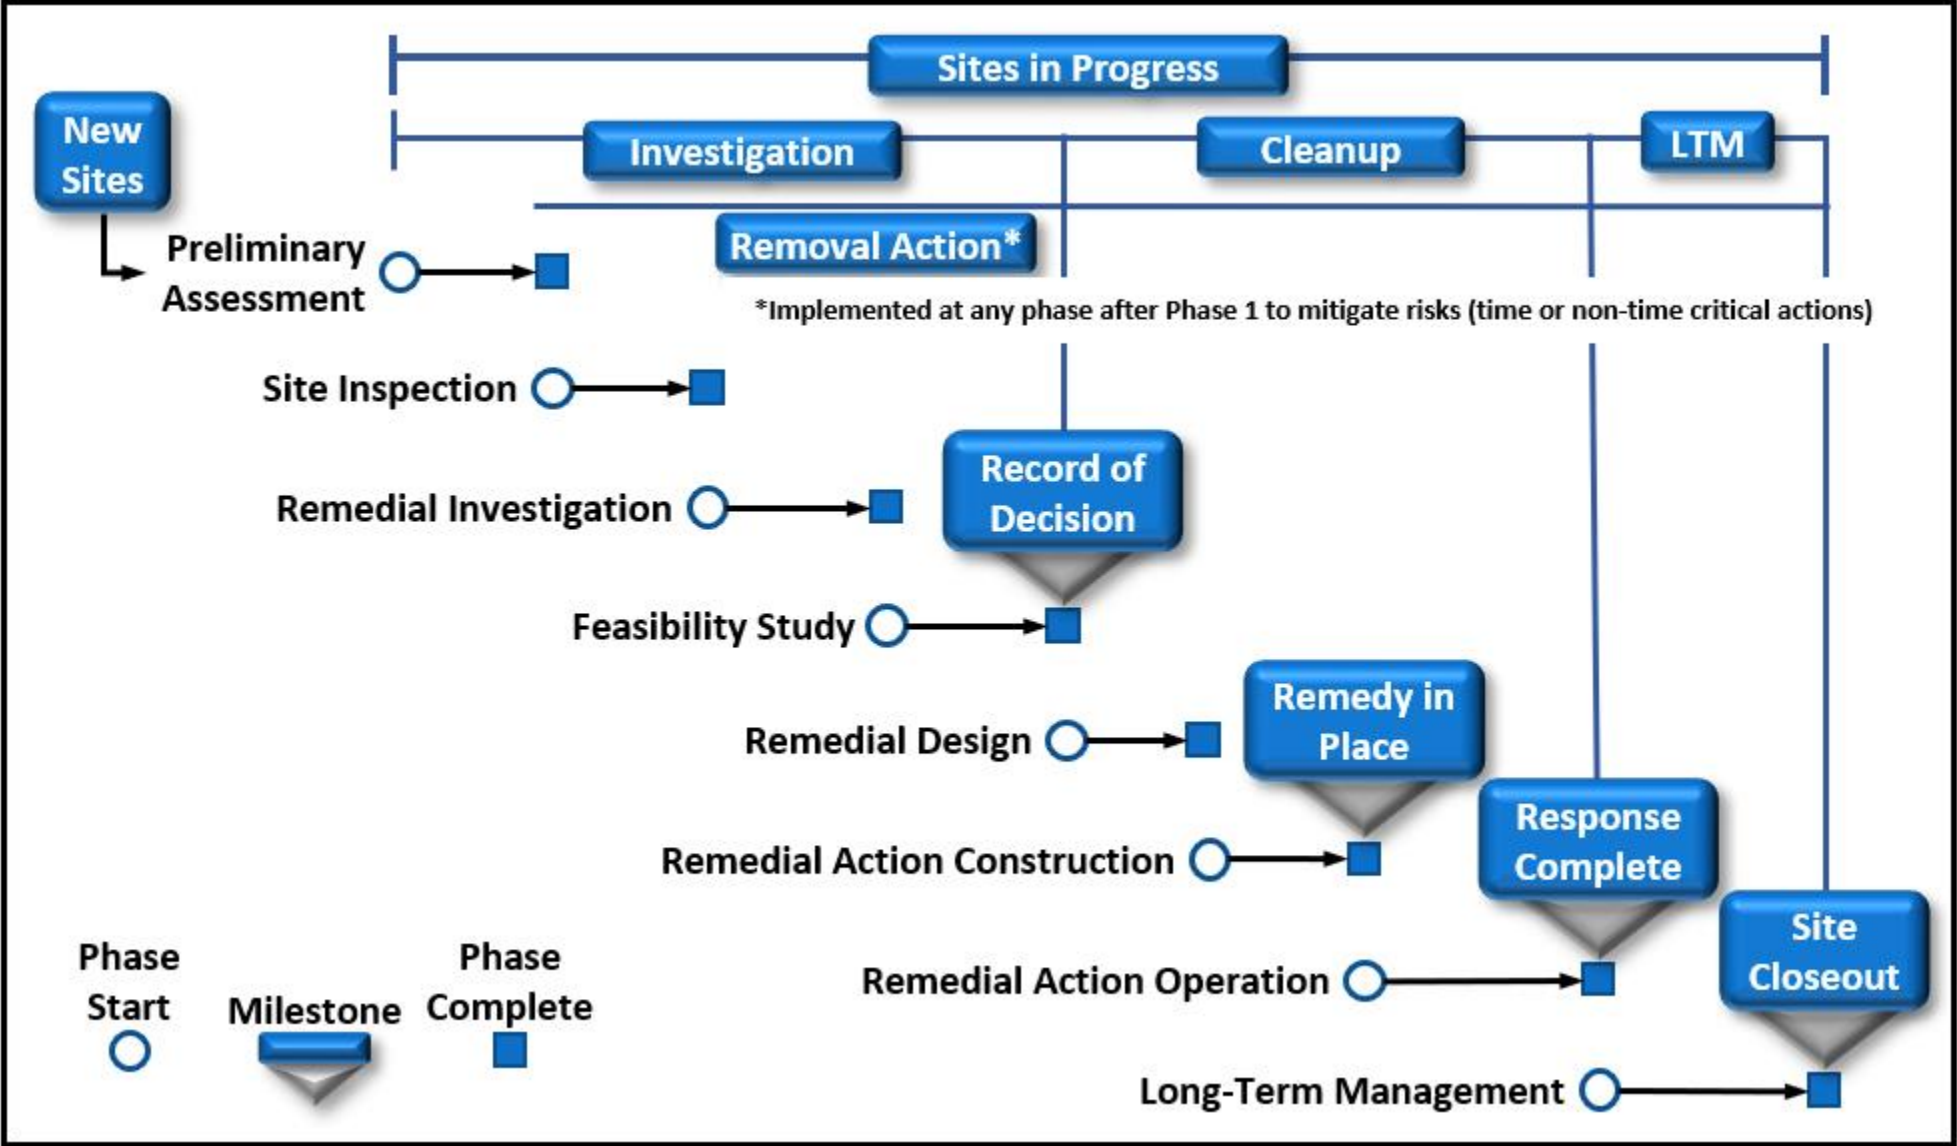 Sites in Progress
New
Sites
Investigation
Cleanup
LTM
Removal Action*
Preliminary
Assessment
*Implemented at any phase after Phase 1 to mitigate risks (time or non-time critical actions)
Site Inspection
Record of
Decision
Remedial Investigation
Feasibility Study
Remedy in
Place
Remedial Design
Response
Complete
Remedial Action Construction
Site
Closeout
Remedial Action Operation
Phase
Start
Milestone
Phase
Complete
Long-Term Management